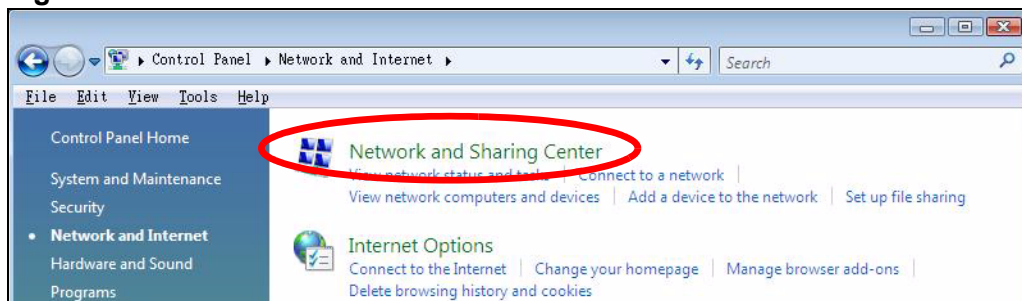 Control Panel Network and Internet Search
File Edit View Tools Help
Control Panel Home
System and Maintenance
Security
Network and Internet
Hardware and Sound
Programs
Network and Sharing Center
View network status and tasks Connect to a network
View network computers and devices Add a device to the network Set up file sharing
Internet Options
Connect to the Internet Change your homepage Manage browser add-ons
Delete browsing history and cookies